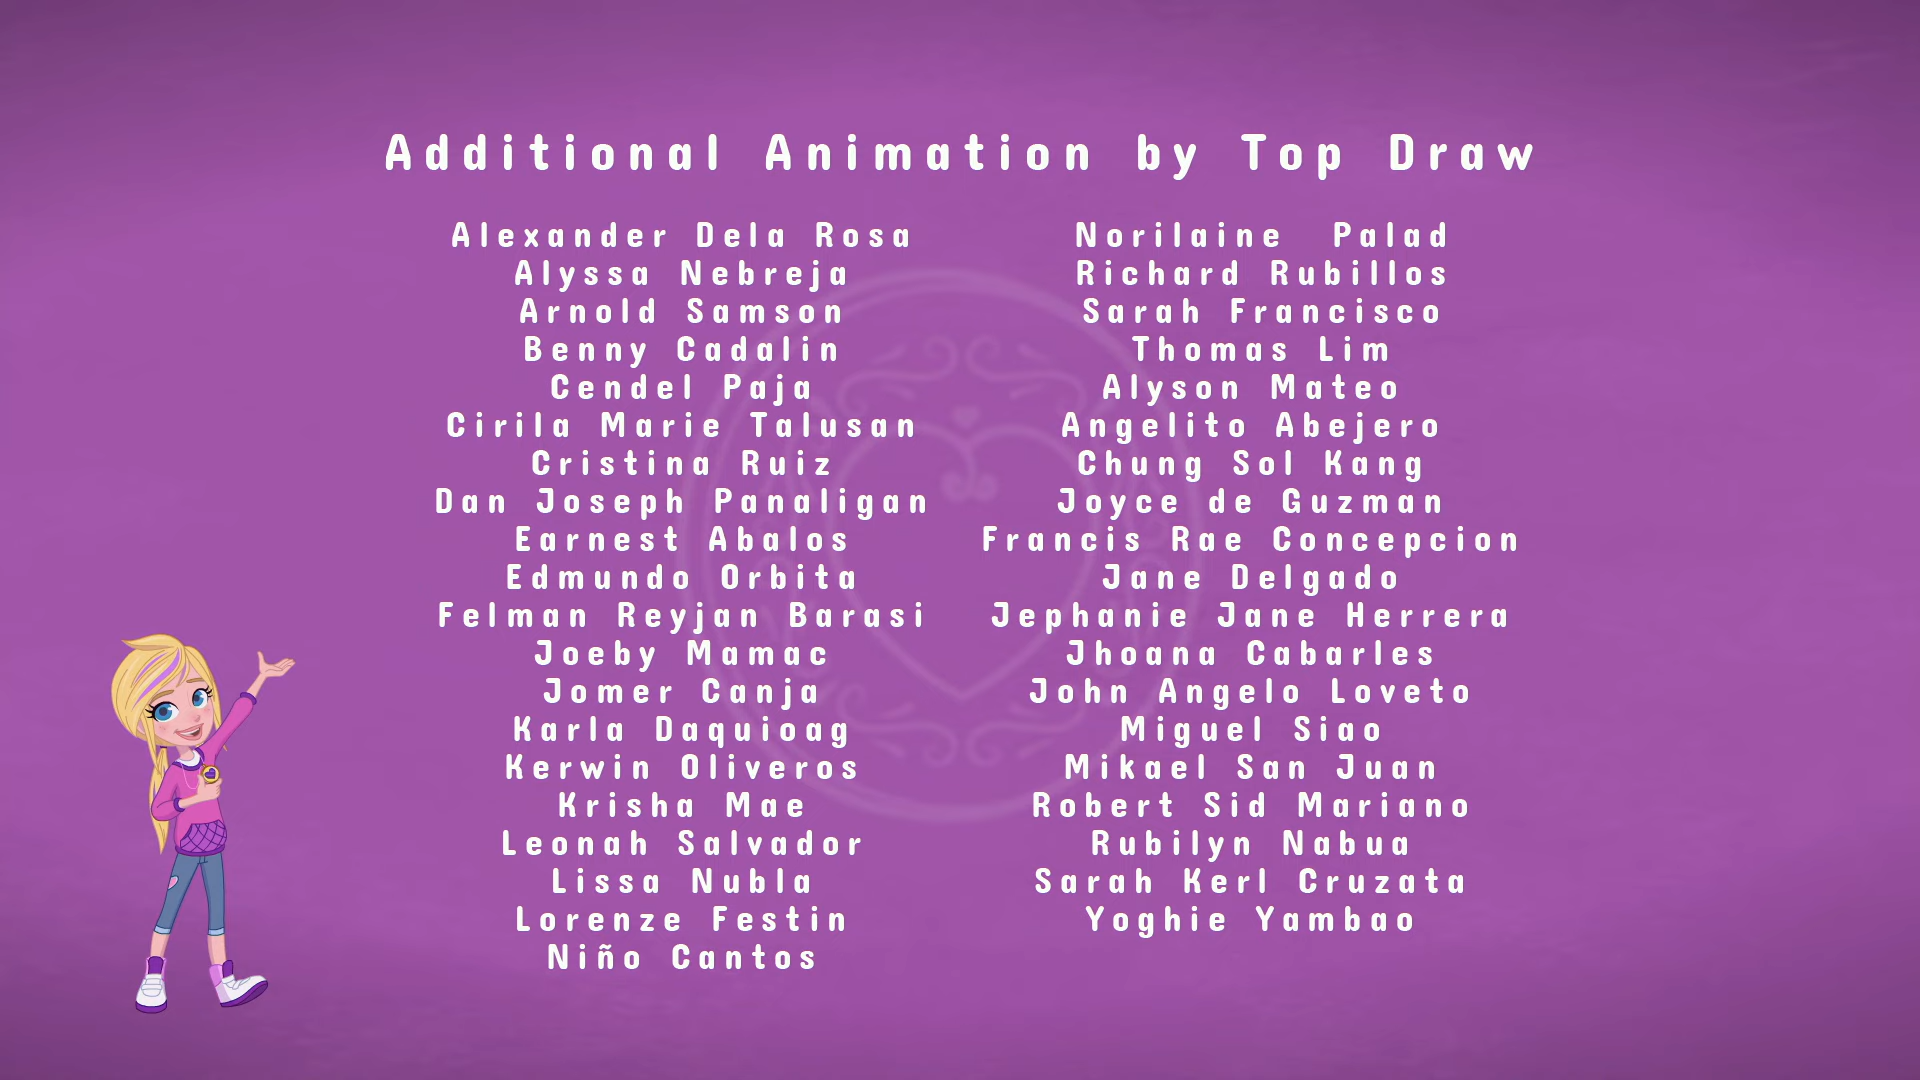 Additional Animation by Top Draw
Alexander Dela Rosa
Alyssa Nebreja
Arnold Samson
Benny Cadalin
Cendel Paja
Cirila Marie Talusan
Cristina Ruiz
Dan Joseph Panaligan
Earnest Abalos
Edmundo Orbita
Felman Reyjan Barasi
Joeby Mamac
Jomer Canja
Karla Daquioag
Kerwin Oliveros
Krisha Mae
Leonah Salvador
Lissa Nubla
Lorenze Festin
Niño Cantos
Norilaine Palad
Richard Rubillos
Sarah Francisco
Thomas Lim
Alyson Mateo
Angelito Abejero
Chung Sol Kang
Joyce de Guzman
Francis Rae Concepcion
Jane Delgado
Jephanie Jane Herrera
Jhoana Cabarles
John Angelo Loveto
Miguel Siao
Mikael San Juan
Robert Sid Mariano
Rubilyn Nabua
Sarah Kerl Cruzata
Yoghie Yambao